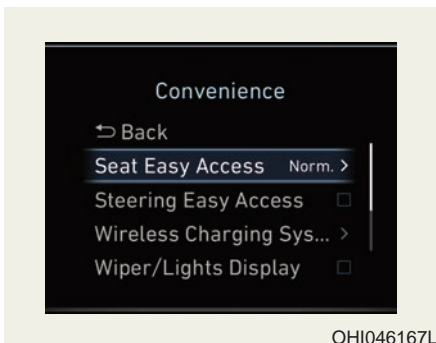 Convenience
Back
Seat Easy Access Norm. >
Steering Easy Access
Wireless Charging Sys... >
Wiper/Lights Display
OHI046167L